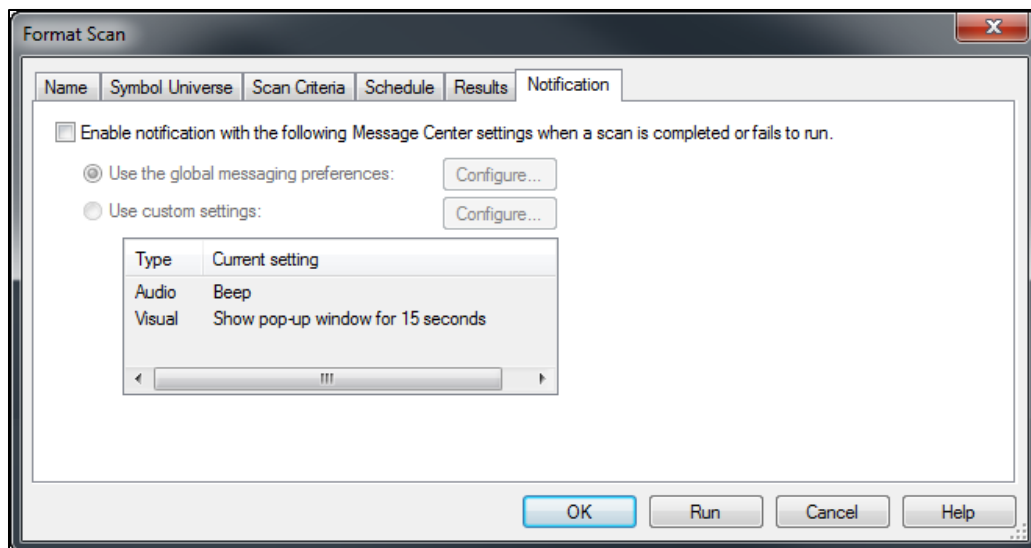 Format Scan
Name Symbol Universe Scan Criteria Schedule Results Notification
Enable notification with the following Message Center settings when a scan is completed or fails to run.
Use the global messaging preferences: Configure...
Use custom settings: Configure...
Type Current setting
Audio Beep
Visual Show pop-up window for 15 seconds
OK Run Cancel Help